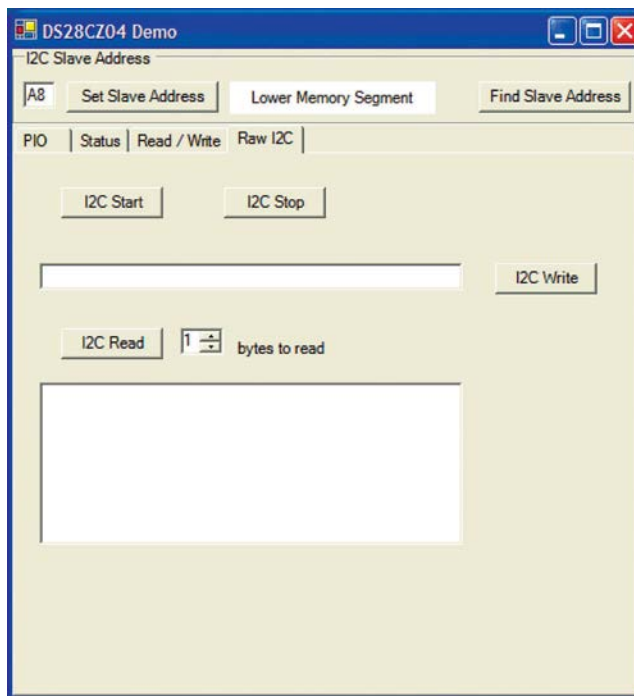 DS28CZ04 Demo
I2C Slave Address
A8 Set Slave Address Lower Memory Segment Find Slave Address
PIO Status Read / Write Raw I2C
I2C Start I2C Stop
I2C Write
I2C Read 1 bytes to read